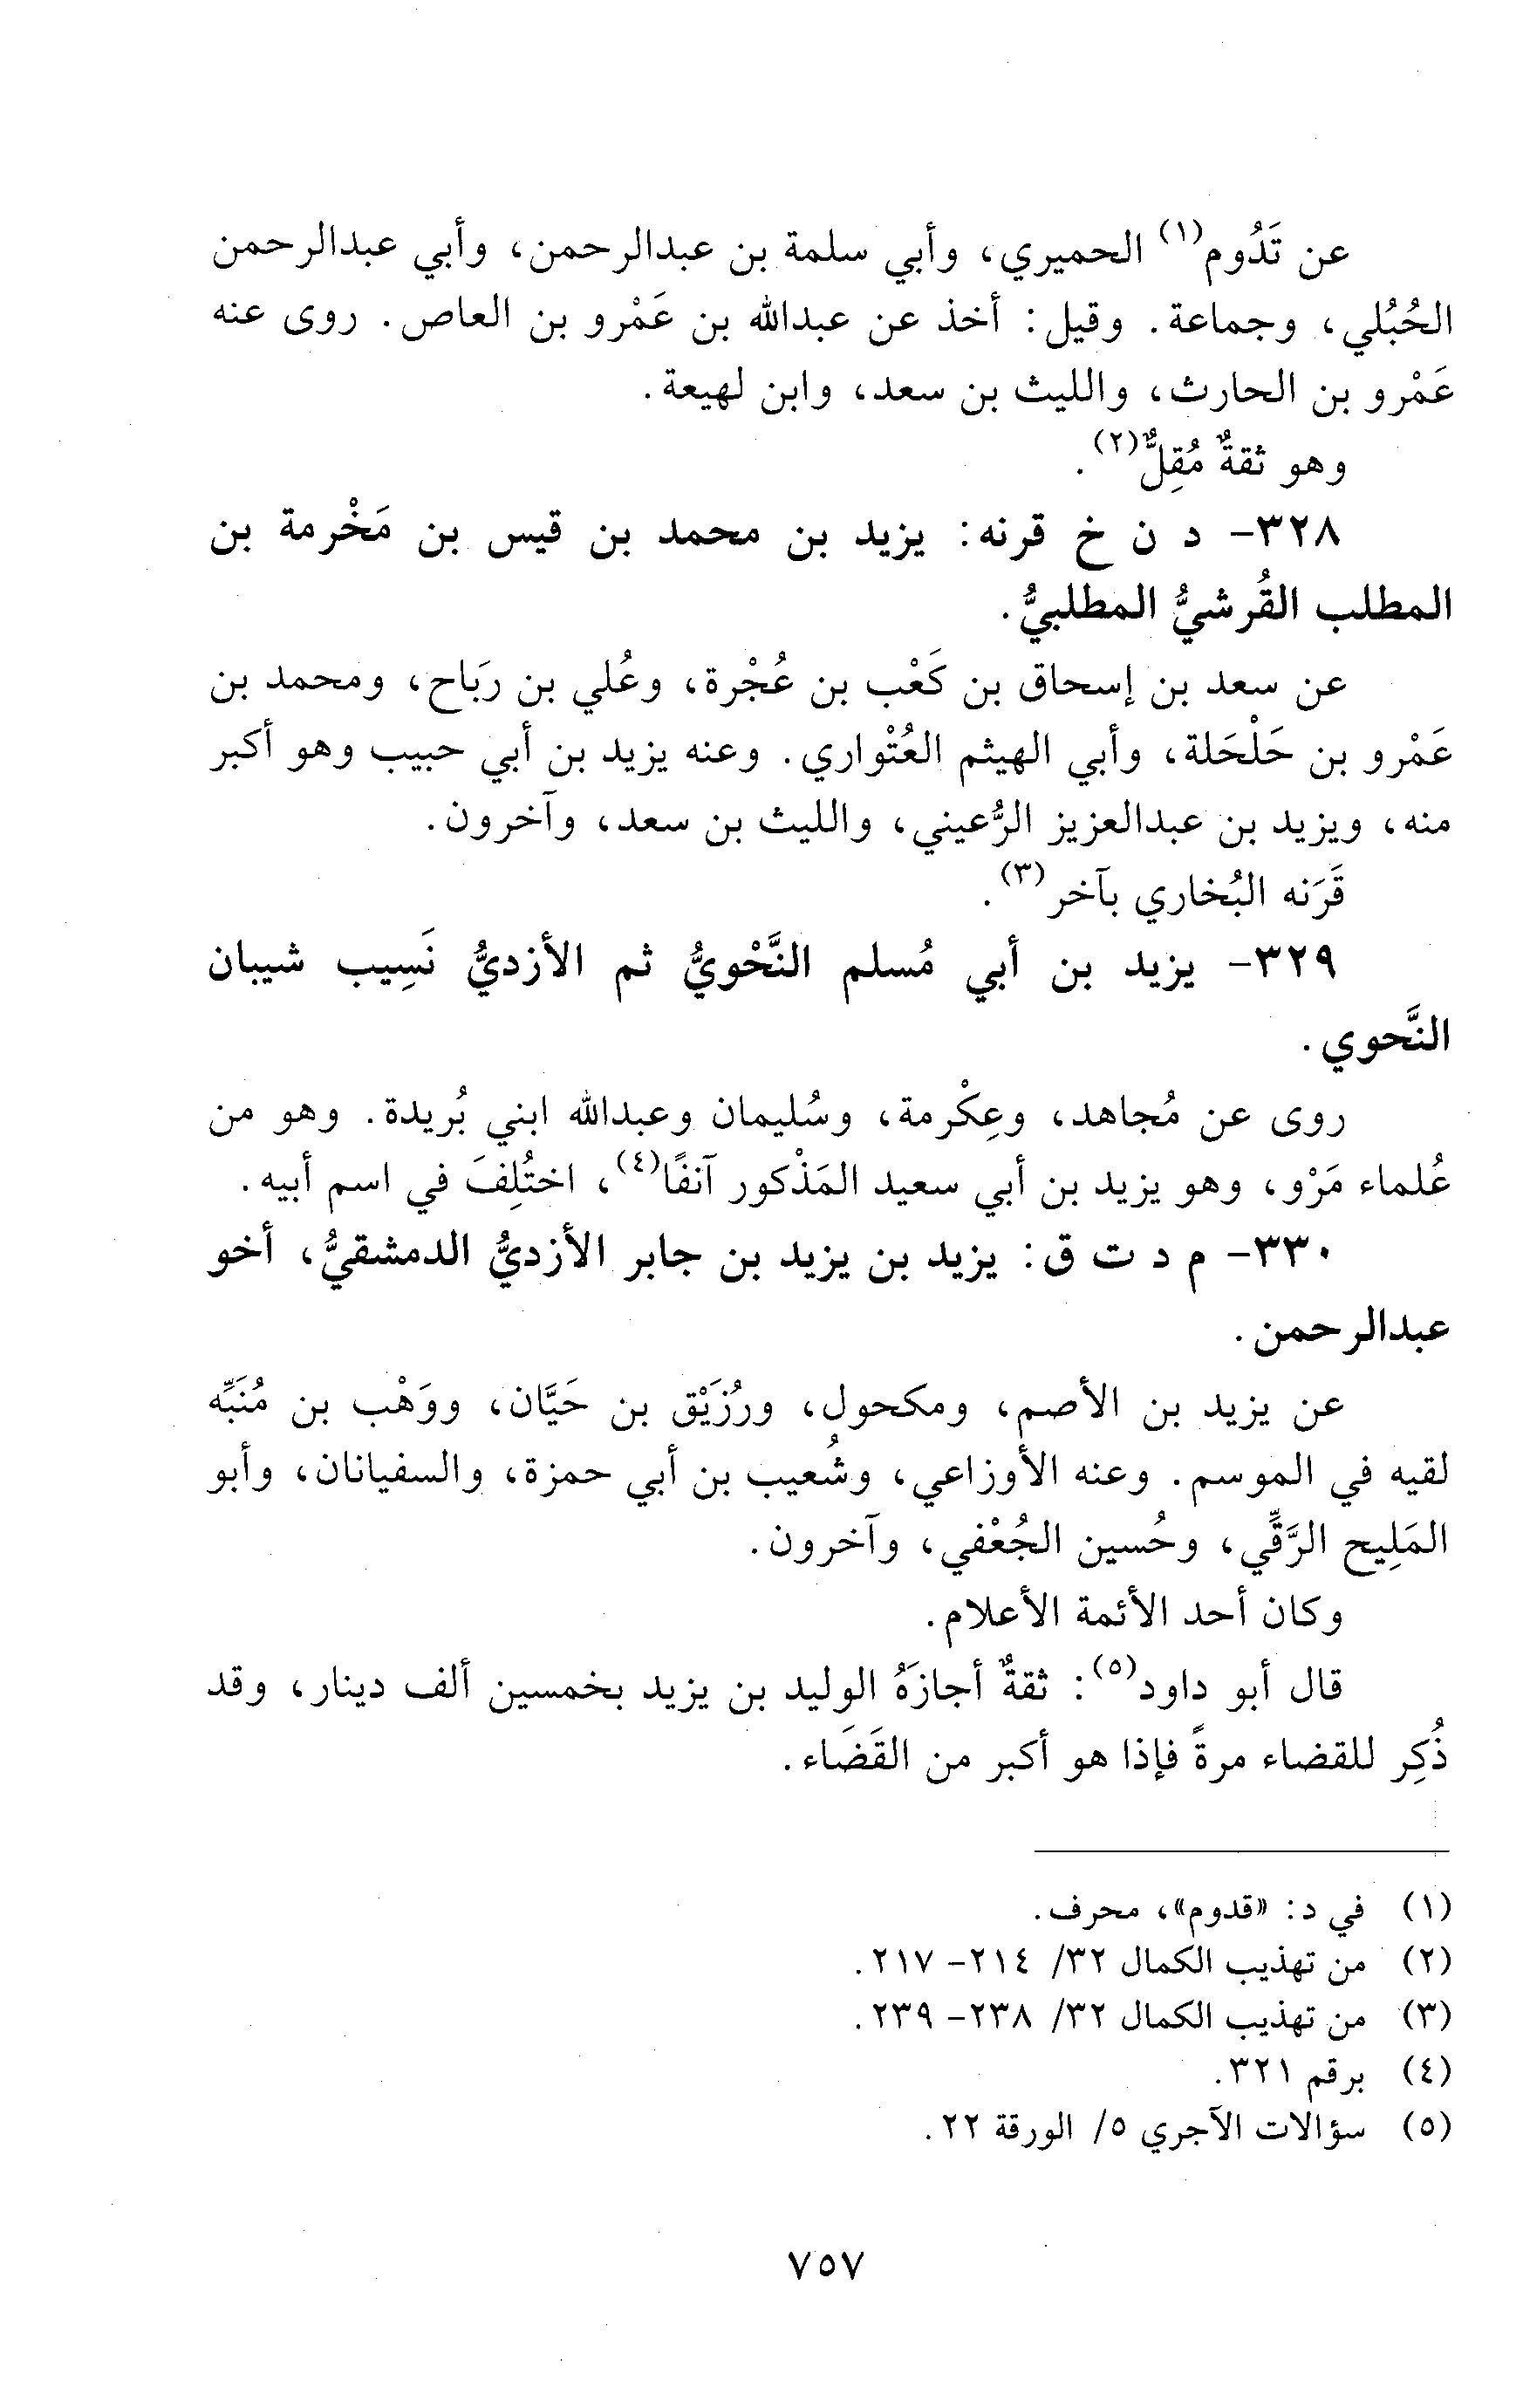 عن تَدُوم(١) الحميري، وأبي سلمة بن عبدالرحمن، وأبي عبدالرحمن
الحُبُلي، وجماعة. وقيل: أخذ عن عبدالله بن عَمْرو بن العاص. روى عنه
عَمْرو بن الحارث، والليث بن سعد، وابن لهيعة.
وهو ثقةٌ مُقِلٌّ(٢).
٣٢٨- د ن خ قرنه: يزيد بن محمد بن قيس بن مَخْرمة بن
المطلب القُرشيُّ المطلبيُّ.
عن سعد بن إسحاق بن كَعْب بن عُجْرة، وعُلي بن رَبَاح، ومحمد بن
عَمْرو بن حَلْحَلة، وأبي الهيثم العُتْواري. وعنه يزيد بن أبي حبيب وهو أكبر
منه، ويزيد بن عبدالعزيز الرُّعيني، والليث بن سعد، وآخرون.
قَرَنه البُخاري بآخر(٣).
٣٢٩- يزيد بن أبي مُسلم النَّحْويُّ ثم الأزديُّ نَسِيب شيبان
النَّحوي.
روى عن مُجاهد، وعِكْرمة، وسُليمان وعبدالله ابني بُريدة. وهو من
عُلماء مَرْو، وهو يزيد بن أبي سعيد المَذْكور آنفًا(٤)، اختُلِفَ في اسم أبيه.
٣٣٠- م د ت ق: يزيد بن يزيد بن جابر الأزديُّ الدمشقيُّ، أخو
عبدالرحمن.
عن يزيد بن الأصم، ومكحول، ورُزَيْق بن حَيَّان، ووَهْب بن مُنَبِّه
لقيه في الموسم. وعنه الأوزاعي، وشُعيب بن أبي حمزة، والسفيانان، وأبو
المَلِيح الرَّقِّي، وحُسين الجُعْفي، وآخرون.
وكان أحد الأئمة الأعلام.
قال أبو داود(٥): ثقةٌ أجازَهُ الوليد بن يزيد بخمسين ألف دينار، وقد
ذُكِر للقضاء مرةً فإذا هو أكبر من القَضَاء.
(١) في د: «قدوم»، محرف.
(٢) من تهذيب الكمال ٣٢/ ٢١٤- ٢١٧.
(٣) من تهذيب الكمال ٣٢/ ٢٣٨- ٢٣٩.
(٤) برقم ٣٢١.
(٥) سؤالات الآجري ٥/ الورقة ٢٢.
٧٥٧